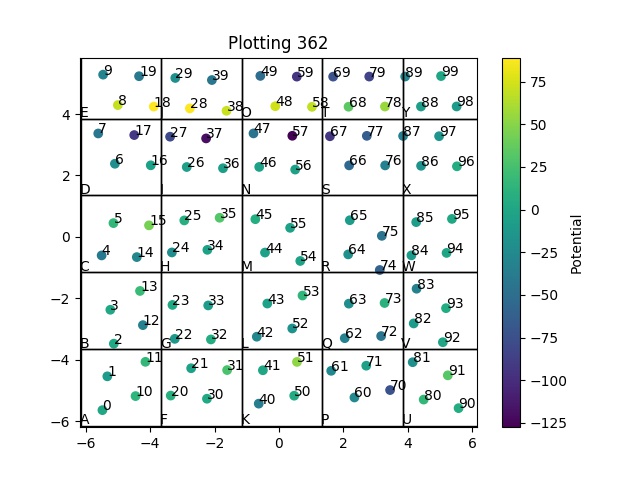 Plotting 362
9 19 29 39 49 59 69 79 89 99
8 18 28 38 48 58 68 78 88 98
E J O T Y
7 17 27 37 47 57 67 77 87 97
6 16 26 36 46 56 66 76 86 96
D I N S X
5 15 25 35 45 55 65 75 85 95
4 14 24 34 44 54 64 74 84 94
C H M R W
3 13 23 33 43 53 63 73 83 93
2 12 22 32 42 52 62 72 82 92
B G L Q V
1 11 21 31 41 51 61 71 81 91
0 10 20 30 40 50 60 70 80 90
A F K P U
4
2
0
−2
−4
−6
−6 −4 −2 0 2 4 6
75
50
25
0
−25
−50
−75
−100
−125
Potential